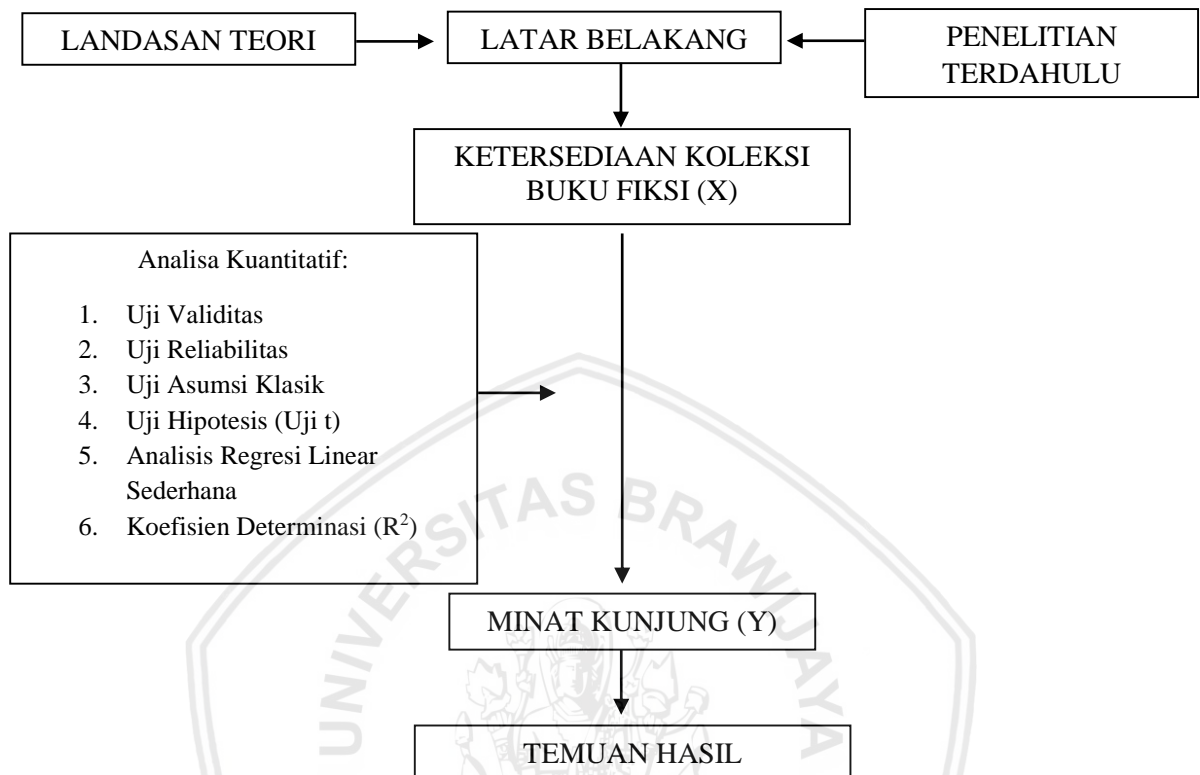 LANDASAN TEORI
LATAR BELAKANG
PENELITIAN
TERDAHULU
KETERSEDIAAN KOLEKSI
BUKU FIKSI (X)
Analisa Kuantitatif:
1. Uji Validitas
2. Uji Reliabilitas
3. Uji Asumsi Klasik
4. Uji Hipotesis (Uji t)
5. Analisis Regresi Linear
Sederhana
6. Koefisien Determinasi (R²)
MINAT KUNJUNG (Y)
TEMUAN HASIL
UNIVERSITAS BRAWIJAYA